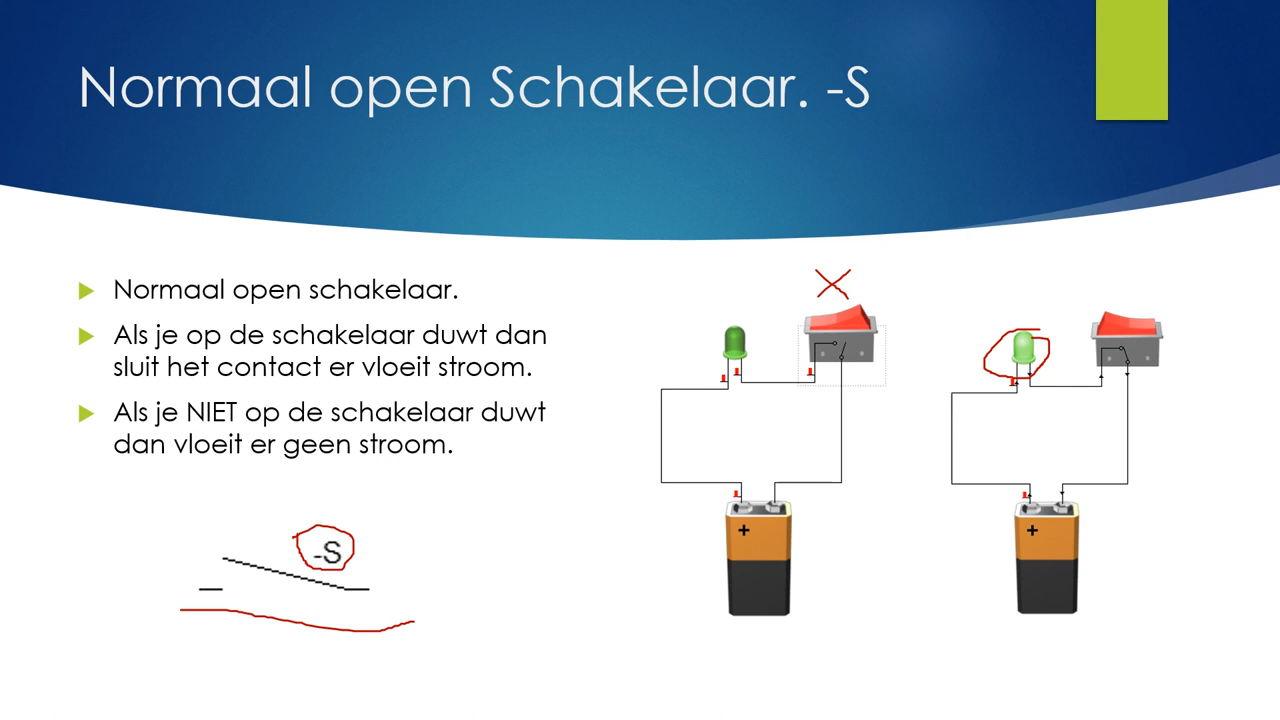 Normaal open Schakelaar. -S
Normaal open schakelaar.
Als je op de schakelaar duwt dan
sluit het contact er vloeit stroom.
Als je NIET op de schakelaar duwt
dan vloeit er geen stroom.
-S
+
+